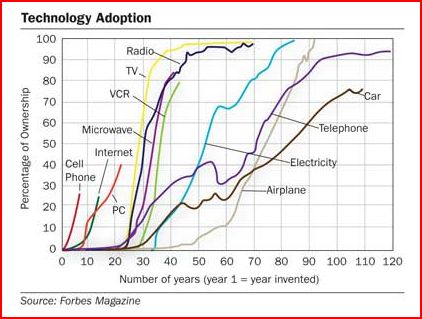 Technology Adoption
Percentage of Ownership
100
90
80
70
60
50
40
30
20
10
0
Radio
TV
VCR
Microwave
Internet
Cell
Phone
PC
Car
Telephone
Electricity
Airplane
0 10 20 30 40 50 60 70 80 90 100 110 120
Number of years (year 1 = year invented)
Source: Forbes Magazine